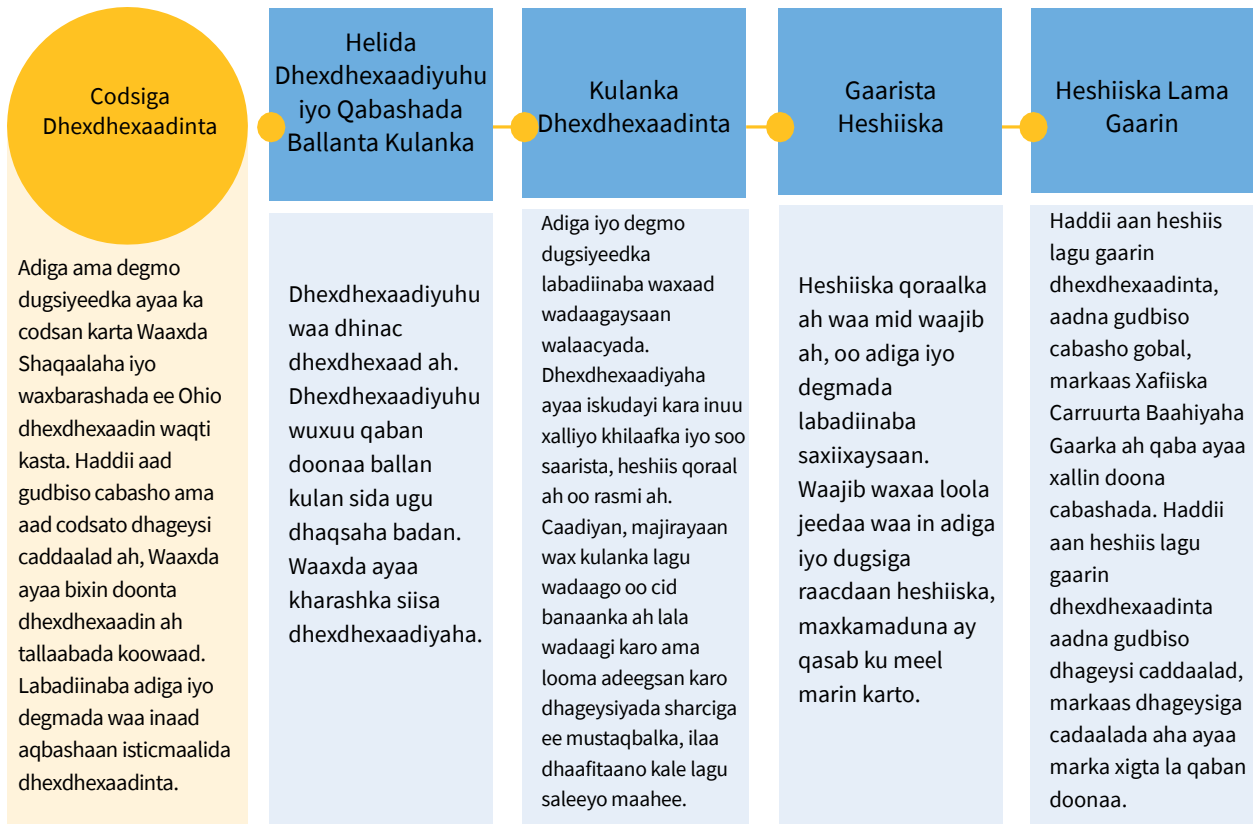 Codsiga
Dhexdhexaadinta
Adiga ama degmo
dugsiyeedka ayaa ka
codsan karta Waaxda
Shaqaalaha iyo
waxbarashada ee Ohio
dhexdhexaadin waqti
kasta. Haddii aad
gudbiso cabasho ama
aad codsato dhageysi
caddaalad ah, Waaxda
ayaa bixin doonta
dhexdhexaadin ah
tallaabada koowaad.
Labadiinaba adiga iyo
degmada waa inaad
aqbashaan isticmaalida
dhexdhexaadinta.
Helida
Dhexdhexaadiyuhu
iyo Qabashada
Ballanta Kulanka
Dhexdhexaadiyuhu
waa dhinac
dhexdhexaad ah.
Dhexdhexaadiyuhu
wuxuu qaban
doonaa ballan
kulan sida ugu
dhaqsaha badan.
Waaxda ayaa
kharashka siisa
dhexdhexaadiyaha.
Kulanka
Dhexdhexaadinta
Adiga iyo degmo
dugsiyeedka
labadiinaba waxaad
wadaagaysaan
walaacyada.
Dhexdhexaadiyaha
ayaa iskudayi kara inuu
xalliyo khilaafka iyo soo
saarista, heshiis qoraal
ah oo rasmi ah.
Caadiyan, majirayaan
wax kulanka lagu
wadaago oo cid
banaanka ah lala
wadaagi karo ama
looma adeegsan karo
dhageysiyada sharciga
ee mustaqbalka, ilaa
dhaafitaano kale lagu
saleeyo maahee.
Gaarista
Heshiiska
Heshiiska qoraalka
ah waa mid waajib
ah, oo adiga iyo
degmada
labadiinaba
saxiixaysaan.
Waajib waxaa loola
jeedaa waa in adiga
iyo dugsiga
raacdaan heshiiska,
maxkamaduna ay
qasab ku meel
marin karto.
Heshiiska Lama
Gaarin
Haddii aan heshiis
lagu gaarin
dhexdhexaadinta,
aadna gudbiso
cabasho gobal,
markaas Xafiiska
Carruurta Baahiyaha
Gaarka ah qaba ayaa
xallin doona
cabashada. Haddii
aan heshiis lagu
gaarin
dhexdhexaadinta
aadna gudbiso
dhageysi caddaalad,
markaas dhageysiga
cadaalada aha ayaa
marka xigta la qaban
doonaa.